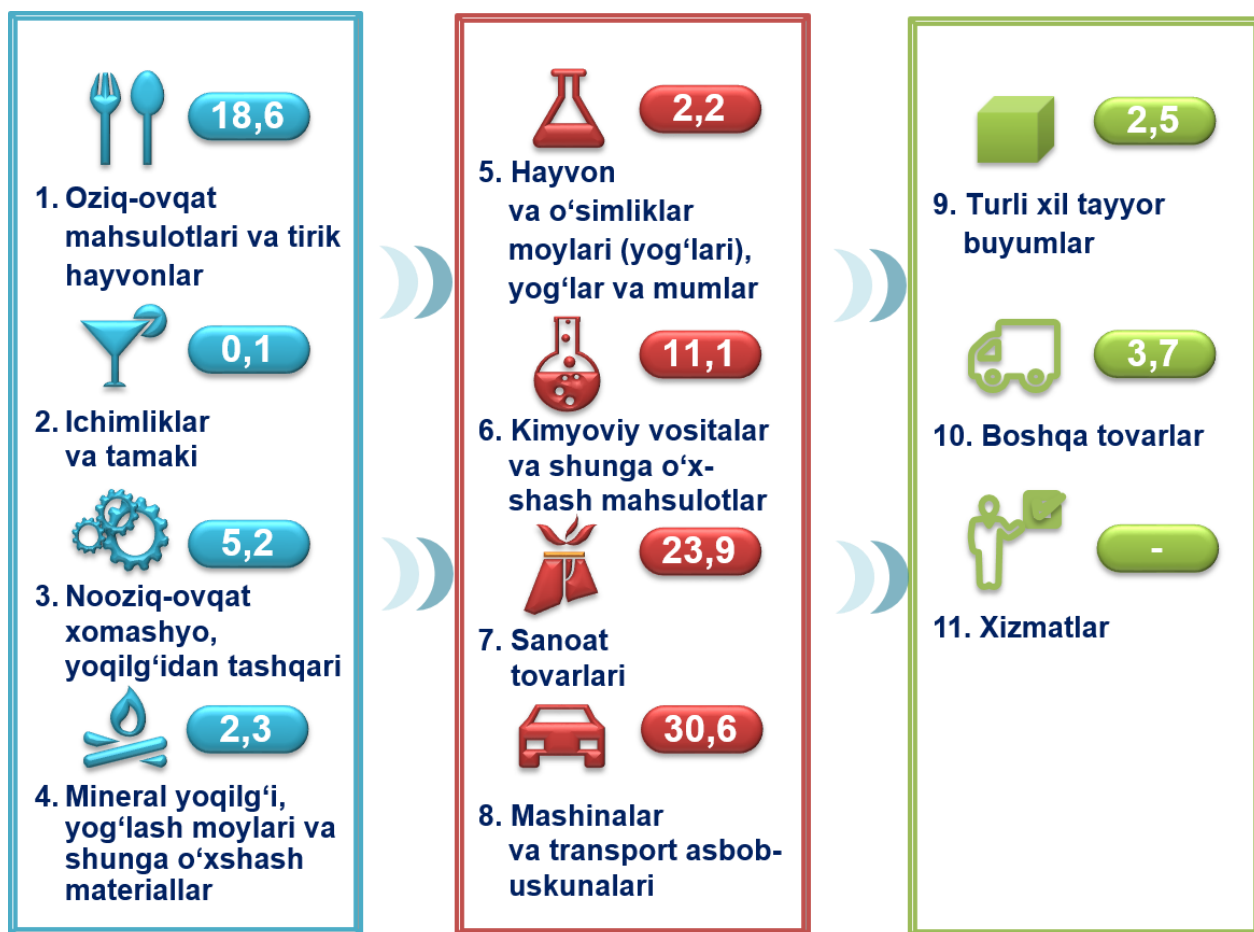 18,6
1. Oziq-ovqat
mahsulotlari va tirik
hayvonlar
0,1
2. Ichimliklar
va tamaki
5,2
3. Nooziq-ovqat
xomashyo,
yoqilg‘idan tashqari
2,3
4. Mineral yoqilg‘i,
yog‘lash moylari va
shunga o‘xshash
materiallar
2,2
5. Hayvon
va o‘simliklar
moylari (yog‘lari),
yog‘lar va mumlar
11,1
6. Kimyoviy vositalar
va shunga o‘x-
shash mahsulotlar
23,9
7. Sanoat
tovarlari
30,6
8. Mashinalar
va transport asbob-
uskunalari
2,5
9. Turli xil tayyor
buyumlar
3,7
10. Boshqa tovarlar
-
11. Xizmatlar